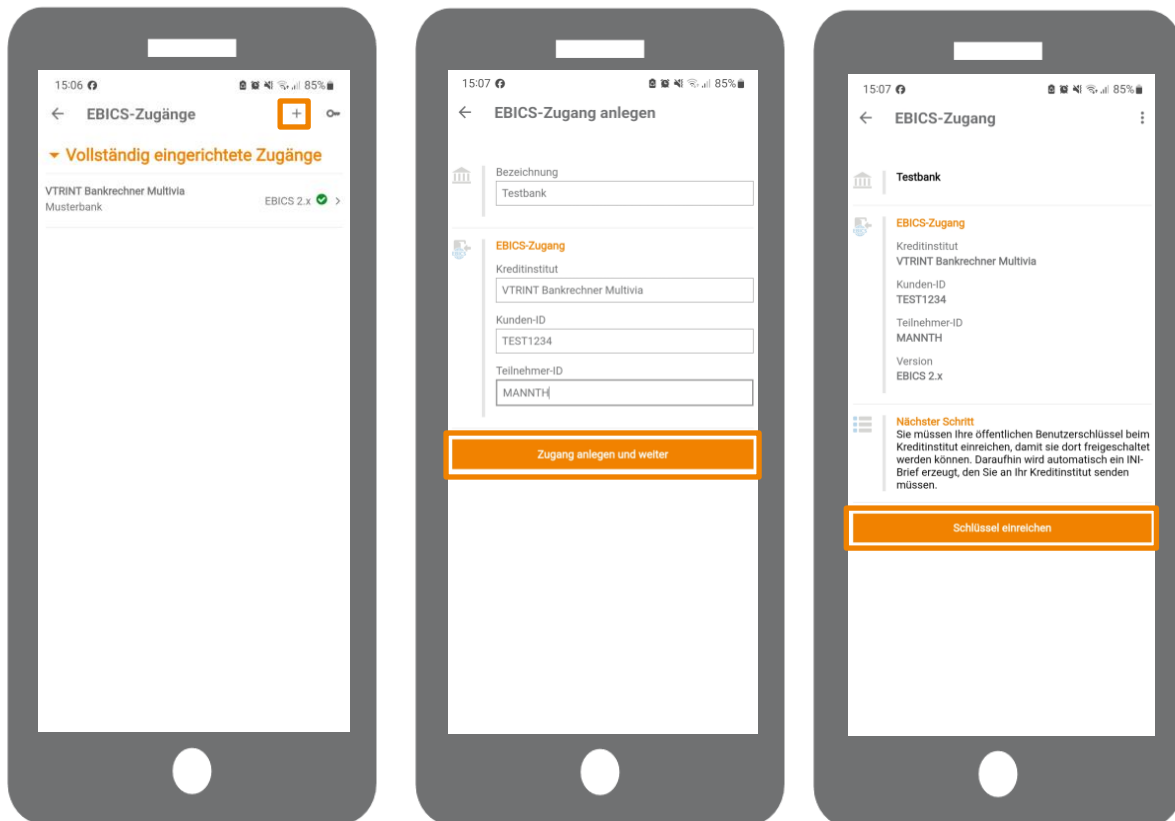 15:06
85%
EBICS-Zugänge
Vollständig eingerichtete Zugänge
VTRINT Bankrechner Multivia
Musterbank
EBICS 2.x
15:07
85%
EBICS-Zugang anlegen
Bezeichnung
Testbank
EBICS-Zugang
Kreditinstitut
VTRINT Bankrechner Multivia
Kunden-ID
TEST1234
Teilnehmer-ID
MANNTH
Zugang anlegen und weiter
15:07
85%
EBICS-Zugang
Testbank
EBICS-Zugang
Kreditinstitut
VTRINT Bankrechner Multivia
Kunden-ID
TEST1234
Teilnehmer-ID
MANNTH
Version
EBICS 2.x
Nächster Schritt
Sie müssen Ihre öffentlichen Benutzerschlüssel beim
Kreditinstitut einreichen, damit sie dort freigeschaltet
werden können. Daraufhin wird automatisch ein INI-
Brief erzeugt, den Sie an Ihr Kreditinstitut senden
müssen.
Schlüssel einreichen